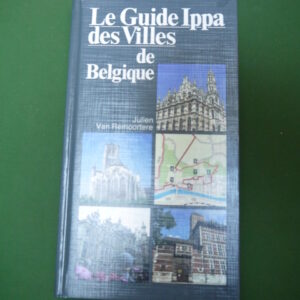 Le Guide Ippa
des Villes
de
Belgique
Julien
Van Remoortere